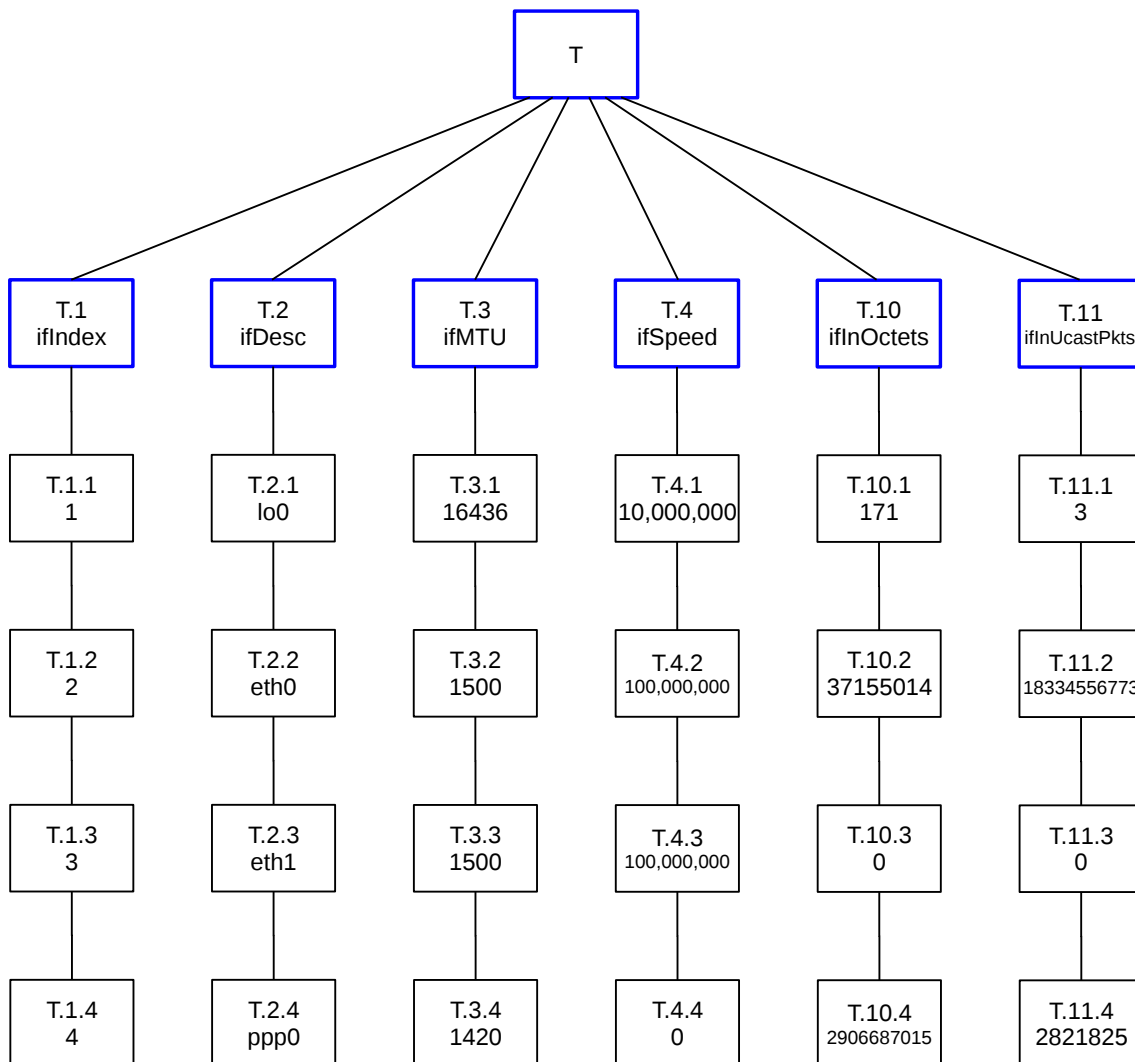 T
T.1
ifIndex
T.2
ifDesc
T.3
ifMTU
T.4
ifSpeed
T.10
ifInOctets
T.11
ifInUcastPkts
T.1.1
1
T.2.1
lo0
T.3.1
16436
T.4.1
10,000,000
T.10.1
171
T.11.1
3
T.1.2
2
T.2.2
eth0
T.3.2
1500
T.4.2
100,000,000
T.10.2
37155014
T.11.2
18334556773
T.1.3
3
T.2.3
eth1
T.3.3
1500
T.4.3
100,000,000
T.10.3
0
T.11.3
0
T.1.4
4
T.2.4
ppp0
T.3.4
1420
T.4.4
0
T.10.4
2906687015
T.11.4
2821825